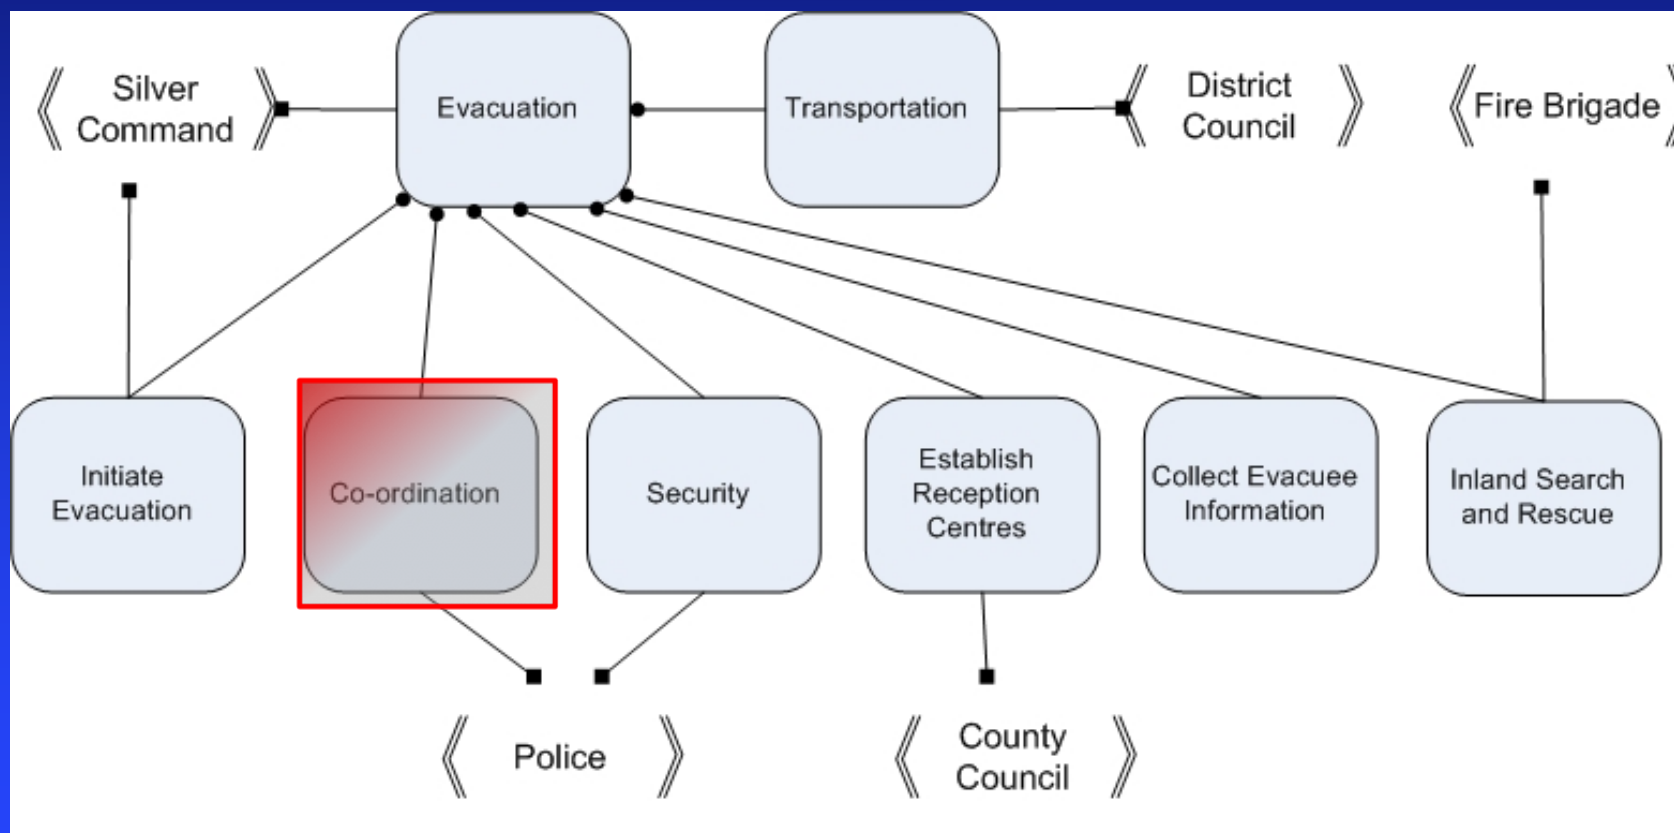 Silver
Command
Evacuation
Transportation
District
Council
Fire Brigade
Initiate
Evacuation
Co-ordination
Security
Establish
Reception
Centres
Collect Evacuee
Information
Inland Search
and Rescue
Police
County
Council